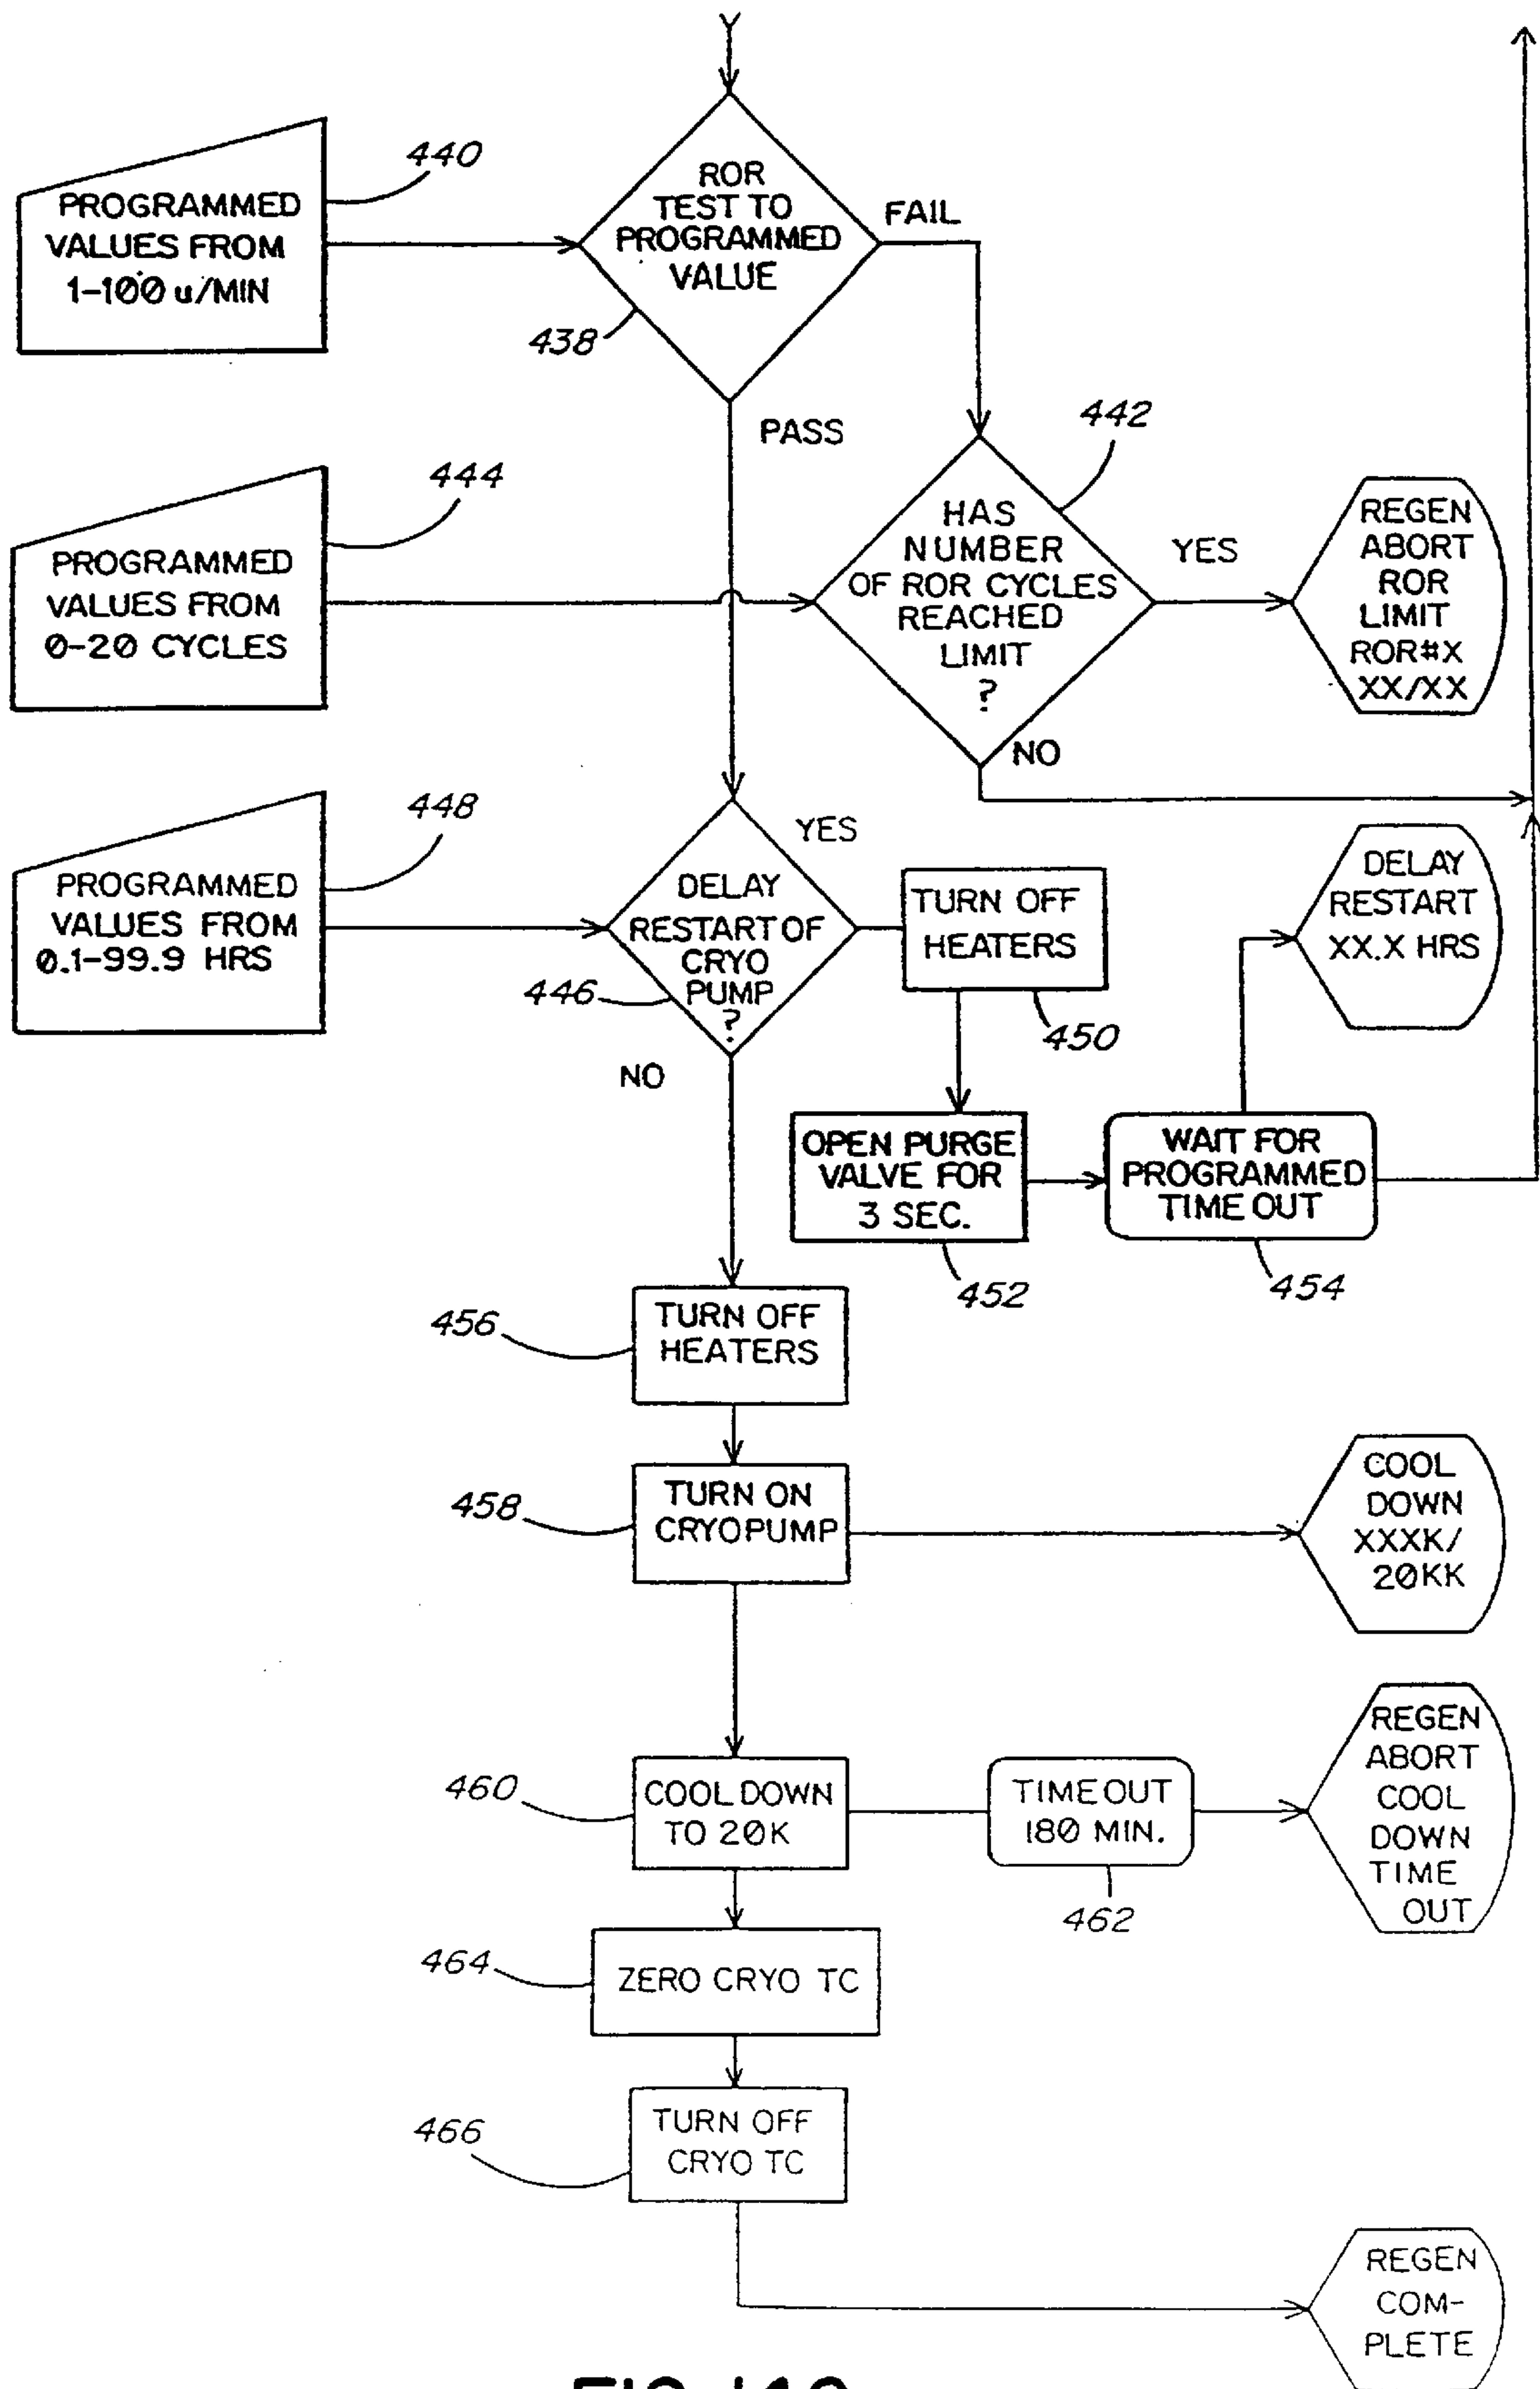 Y
440
PROGRAMMED
VALUES FROM
1-100 u/MIN
ROR
TEST TO
PROGRAMMED
VALUE
FAIL
438
PASS
442
444
PROGRAMMED
VALUES FROM
0-20 CYCLES
HAS
NUMBER
OF ROR CYCLES
REACHED
LIMIT
?
YES
REGEN
ABORT
ROR
LIMIT
ROR#X
XX/XX
NO
448
PROGRAMMED
VALUES FROM
0.1-99.9 HRS
YES
DELAY
RESTART OF
CRYO
PUMP
?
446
NO
TURN OFF
HEATERS
450
DELAY
RESTART
XX.X HRS
OPEN PURGE
VALVE FOR
3 SEC.
452
WAIT FOR
PROGRAMMED
TIME OUT
454
456
TURN OFF
HEATERS
458
TURN ON
CRYOPUMP
COOL
DOWN
XXXK/
20KK
460
COOL DOWN
TO 20K
TIME OUT
180 MIN.
462
REGEN
ABORT
COOL
DOWN
TIME
OUT
464
ZERO CRYO TC
466
TURN OFF
CRYO TC
REGEN
COM-
PLETE